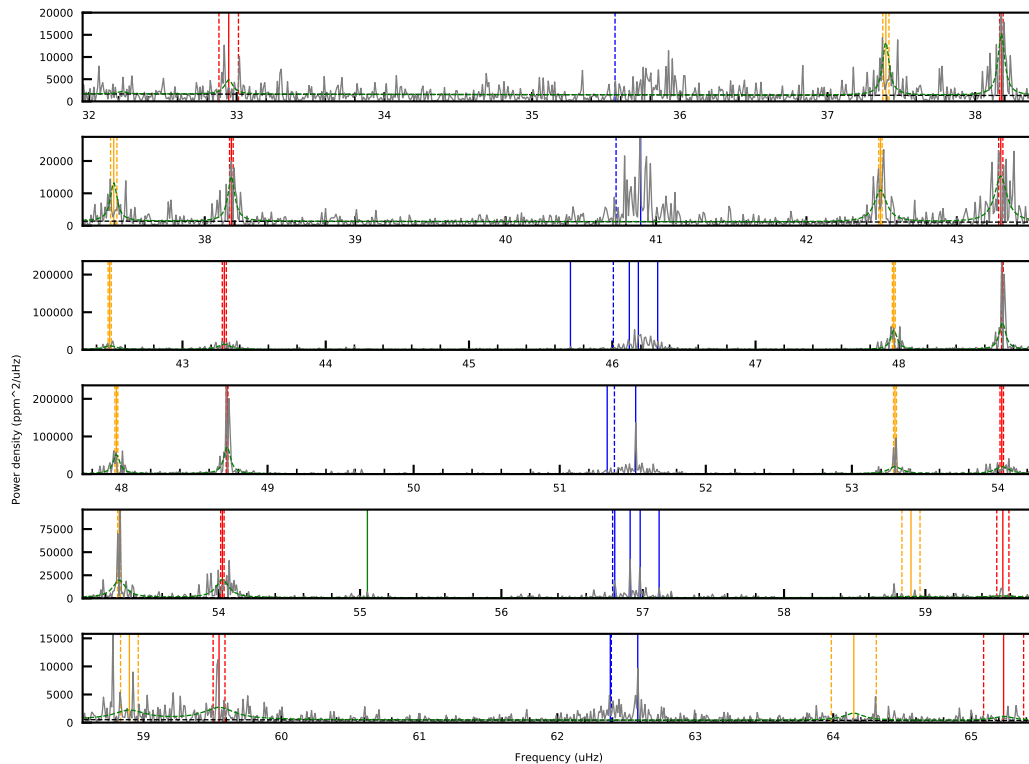 20000
15000
10000
5000
0
32 33 34 35 36 37 38
20000
10000
0
38 39 40 41 42 43
200000
100000
0
43 44 45 46 47 48
Power density (ppm^2/uHz)
200000
100000
0
48 49 50 51 52 53 54
75000
50000
25000
0
54 55 56 57 58 59
15000
10000
5000
0
59 60 61 62 63 64 65
Frequency (uHz)